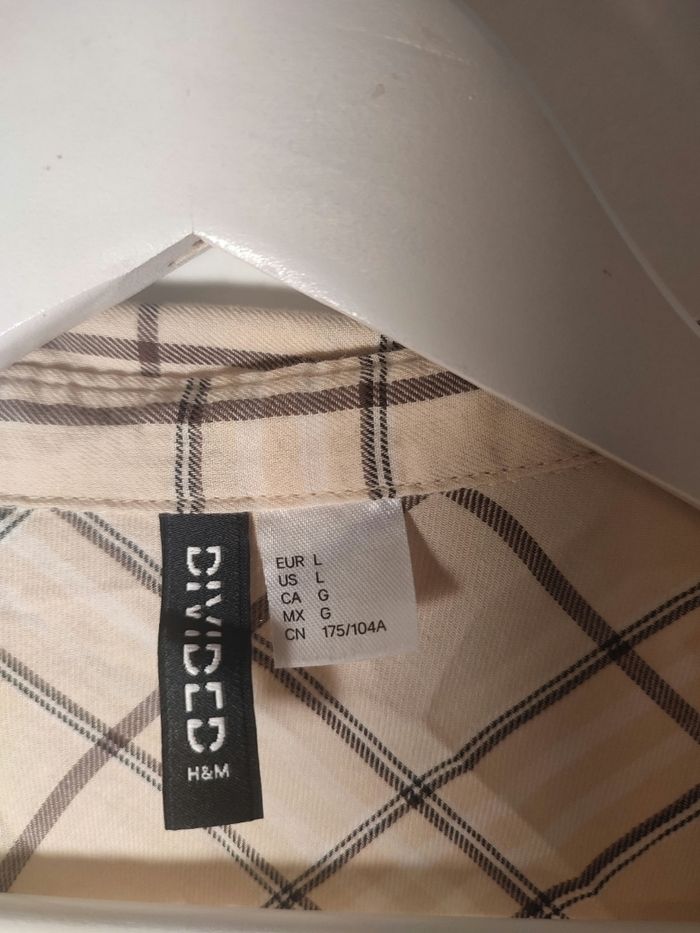 DIVIDED
H&M
EUR L
US L
CA G
MX G
CN 175/104A